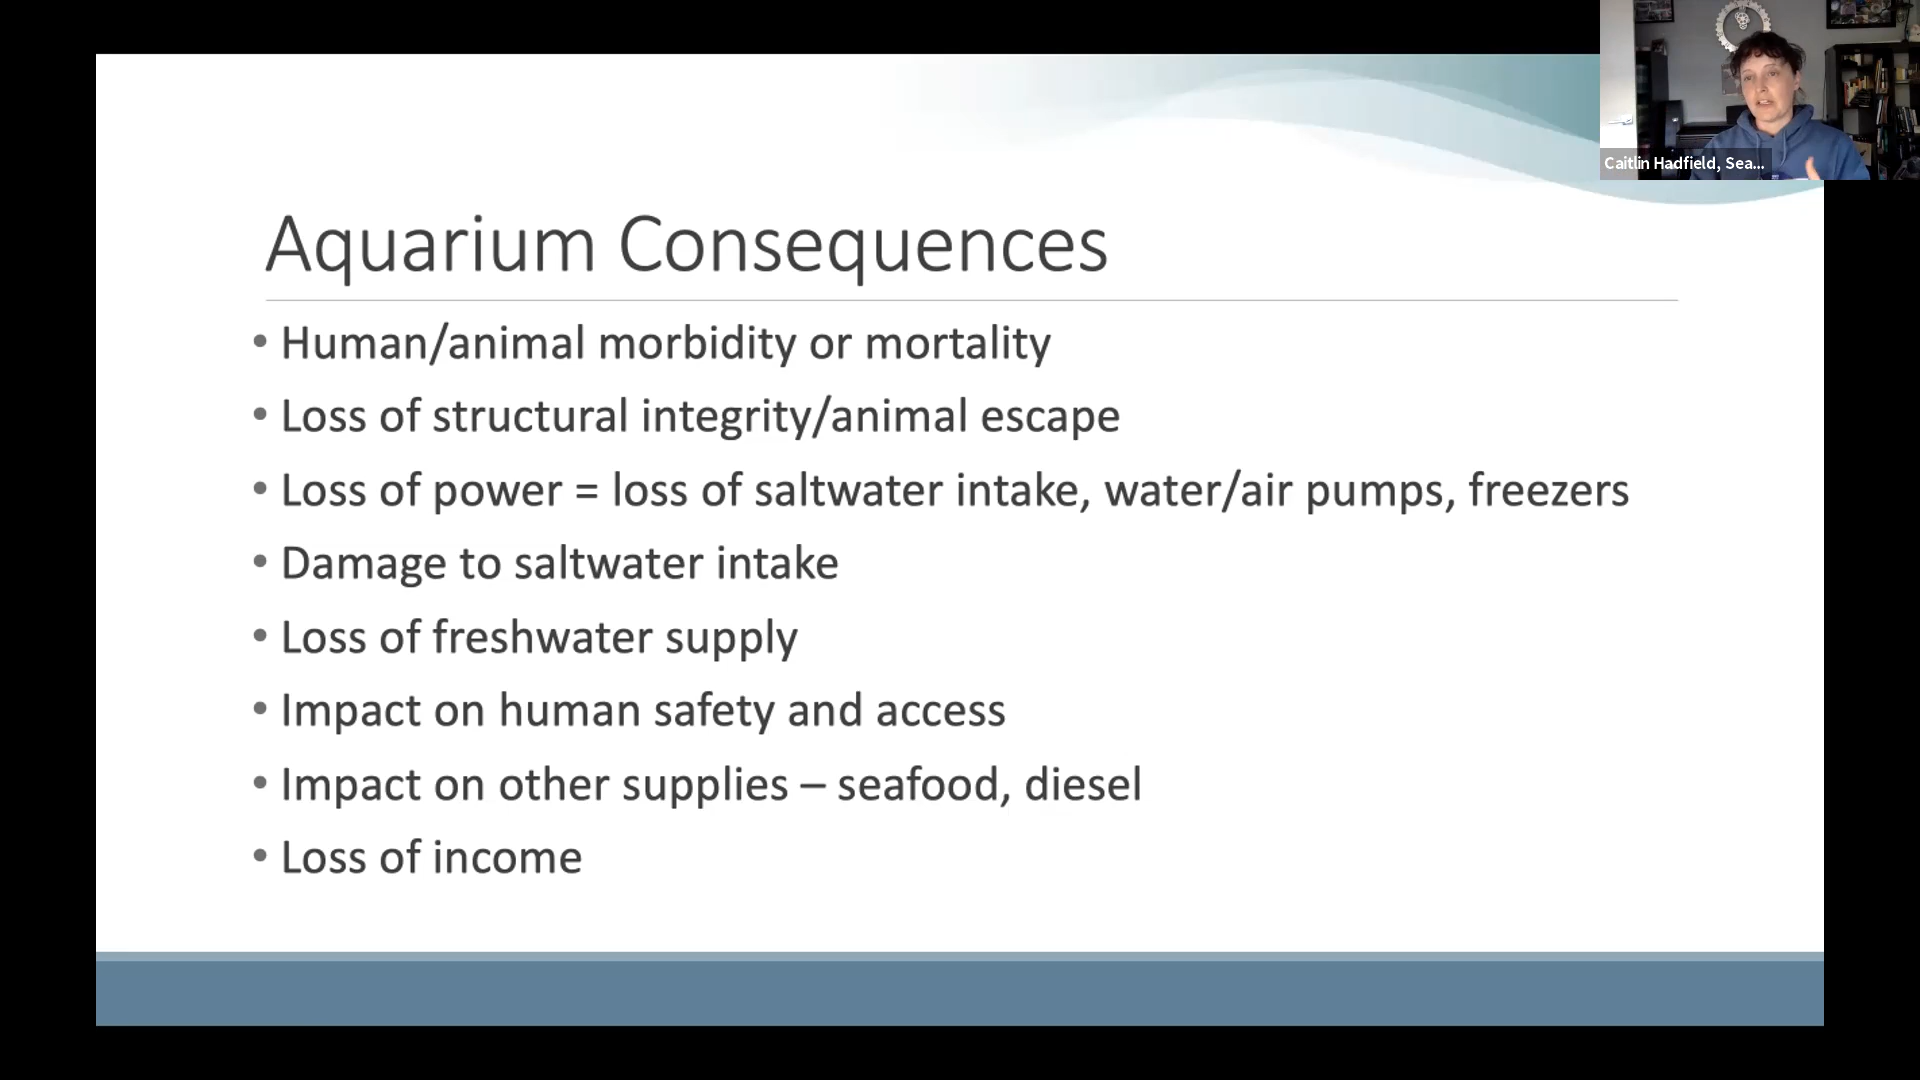 Caitlin Hadfield, Sea...
Aquarium Consequences
• Human/animal morbidity or mortality
• Loss of structural integrity/animal escape
• Loss of power = loss of saltwater intake, water/air pumps, freezers
• Damage to saltwater intake
• Loss of freshwater supply
• Impact on human safety and access
• Impact on other supplies – seafood, diesel
• Loss of income